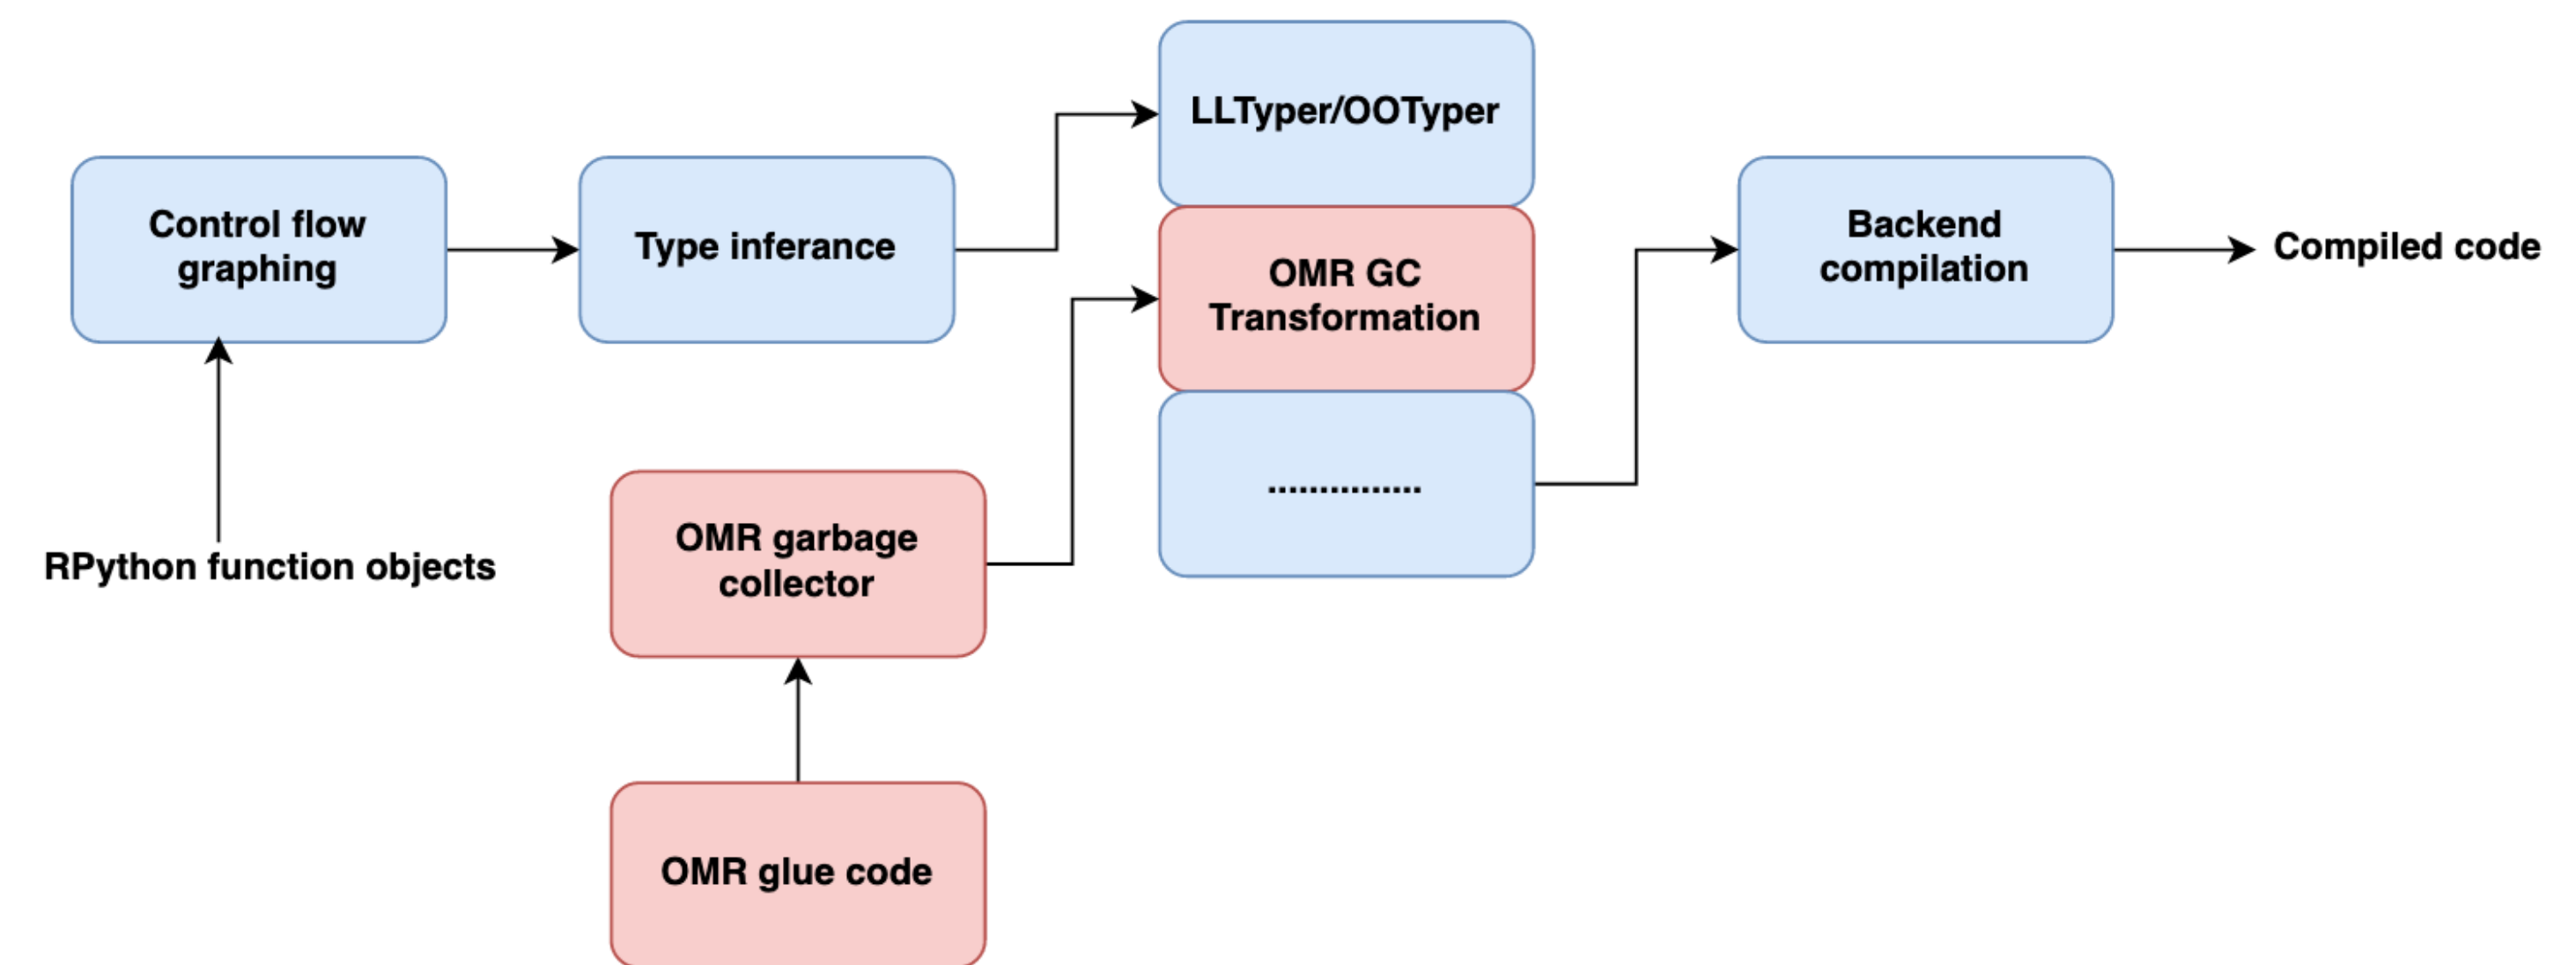 LLTyper/OOTyper
Control flow
graphing
Type inferance
OMR GC
Transformation
Backend
compilation
Compiled code
...............
RPython function objects
OMR garbage
collector
OMR glue code